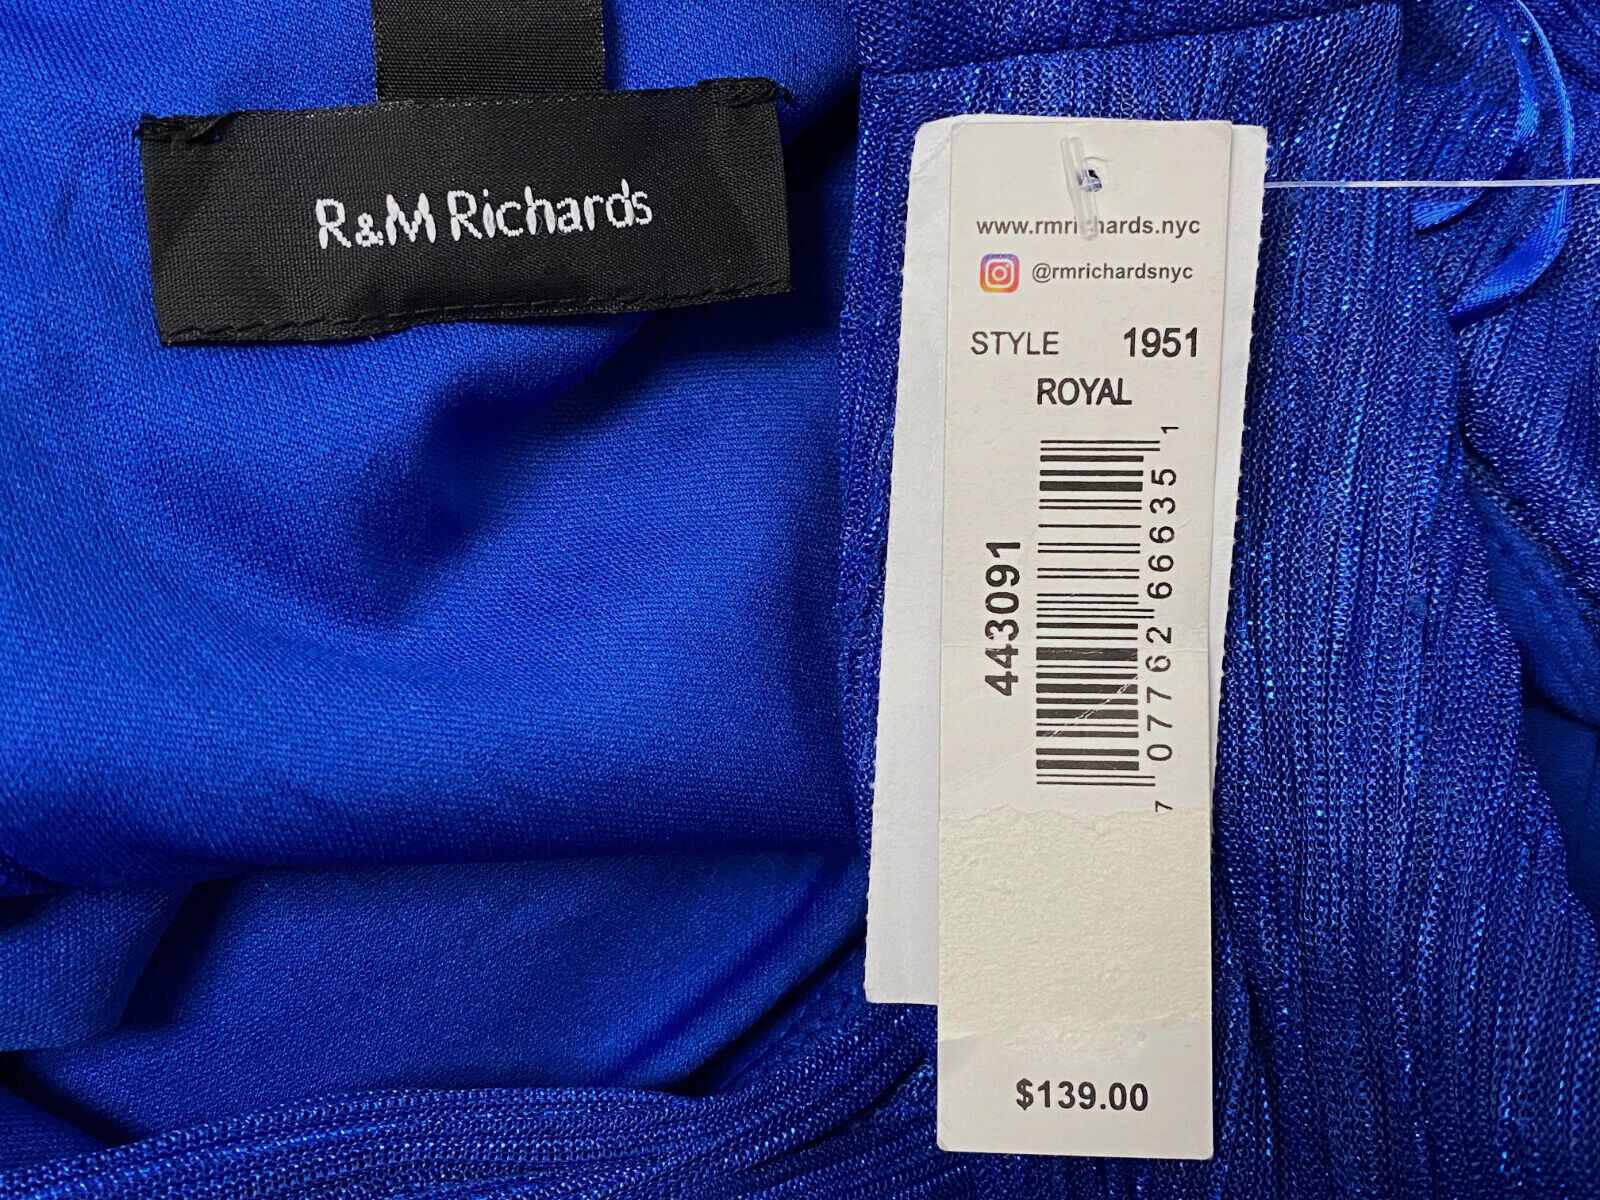 R&M Richards
www.rmrichards.nyc
@rmrichardsnyc
STYLE 1951
ROYAL
443091
7 07762 66635 1
$139.00